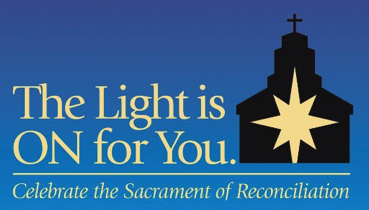 The Light is
ON for You.
Celebrate the Sacrament of Reconciliation